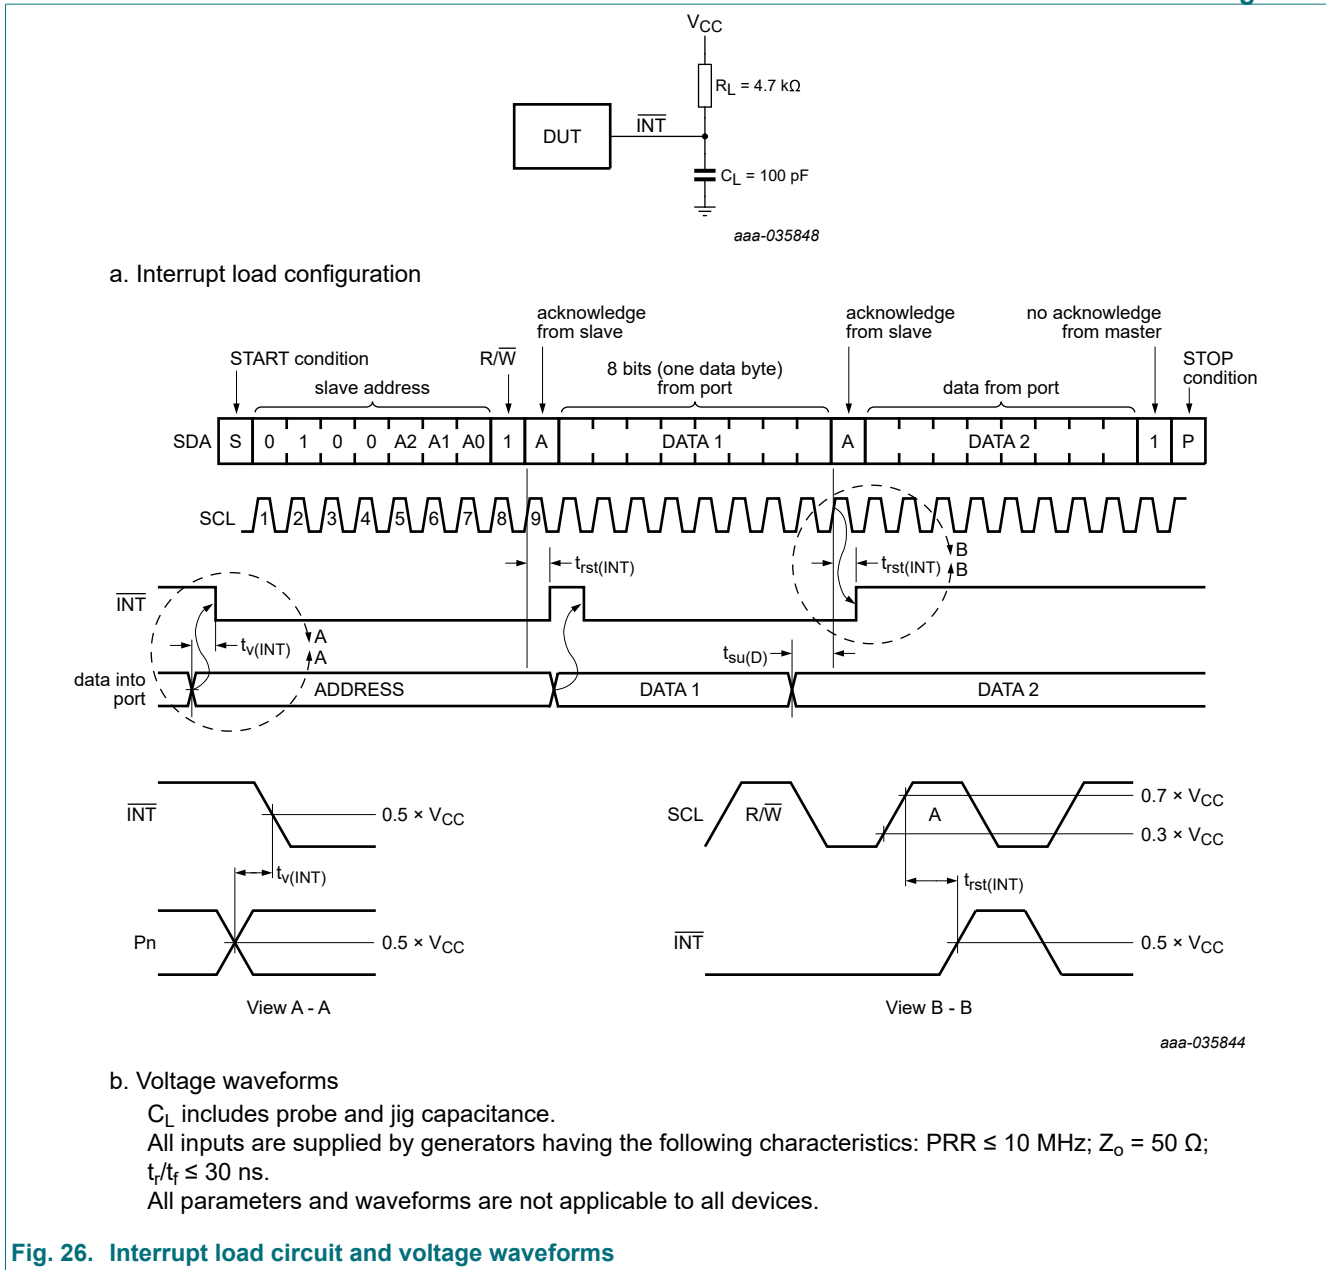 VCC
RL = 4.7 kΩ
DUT
INT
CL = 100 pF
aaa-035848
a. Interrupt load configuration
acknowledge
from slave
acknowledge
from slave
no acknowledge
from master
START condition
R/W
STOP
condition
slave address
8 bits (one data byte)
from port
data from port
SDA S 0 1 0 0 A2 A1 A0 1 A DATA 1 A DATA 2 1 P
SCL 1 2 3 4 5 6 7 8 9
B
B
trst(INT)
trst(INT)
INT
A
A
tv(INT)
tsu(D)
data into
port
ADDRESS
DATA 1
DATA 2
INT
0.5 × VCC
tv(INT)
Pn
0.5 × VCC
View A - A
SCL
R/W
A
0.7 × VCC
0.3 × VCC
trst(INT)
INT
0.5 × VCC
View B - B
aaa-035844
b. Voltage waveforms
CL includes probe and jig capacitance.
All inputs are supplied by generators having the following characteristics: PRR ≤ 10 MHz; Zo = 50 Ω;
tr/tf ≤ 30 ns.
All parameters and waveforms are not applicable to all devices.
Fig. 26. Interrupt load circuit and voltage waveforms